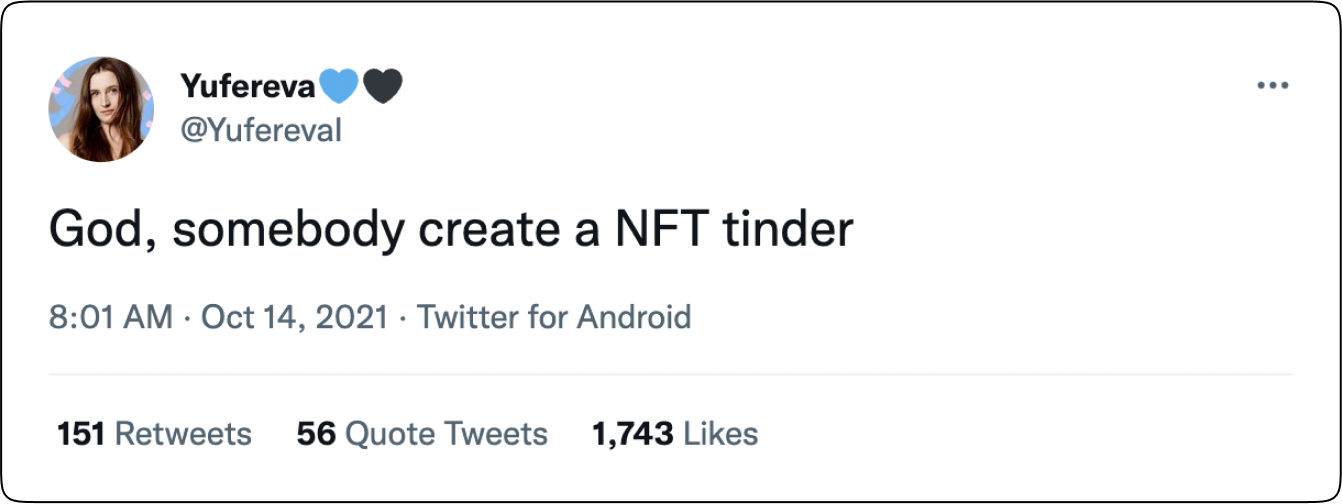 Yufereva💙🖤
@Yufereval
God, somebody create a NFT tinder
8:01 AM · Oct 14, 2021 · Twitter for Android
151 Retweets 56 Quote Tweets 1,743 Likes